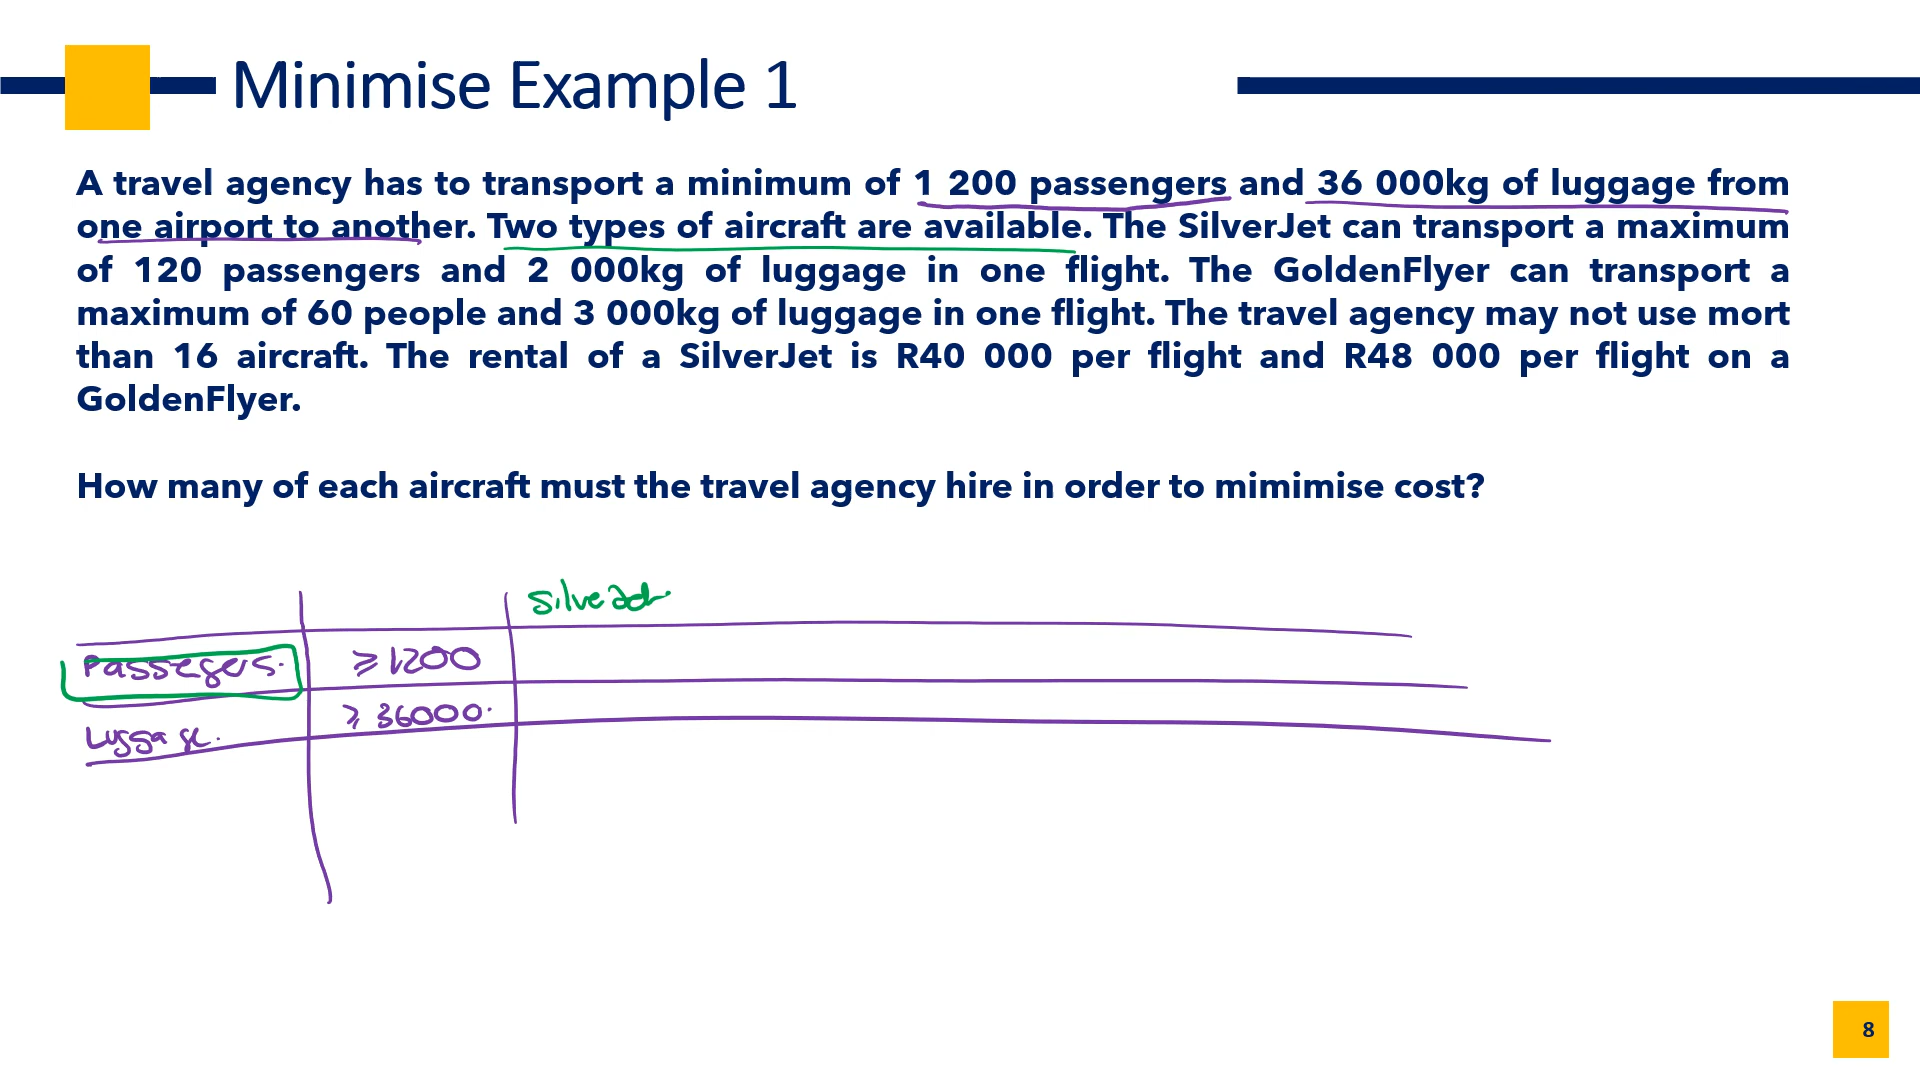 Minimise Example 1
A travel agency has to transport a minimum of 1 200 passengers and 36 000kg of luggage from
one airport to another. Two types of aircraft are available. The SilverJet can transport a maximum
of 120 passengers and 2 000kg of luggage in one flight. The GoldenFlyer can transport a
maximum of 60 people and 3 000kg of luggage in one flight. The travel agency may not use mort
than 16 aircraft. The rental of a SilverJet is R40 000 per flight and R48 000 per flight on a
GoldenFlyer.
How many of each aircraft must the travel agency hire in order to mimimise cost?
Passegers. ⩾ 1200
Luggage. ⩾ 36000.
8